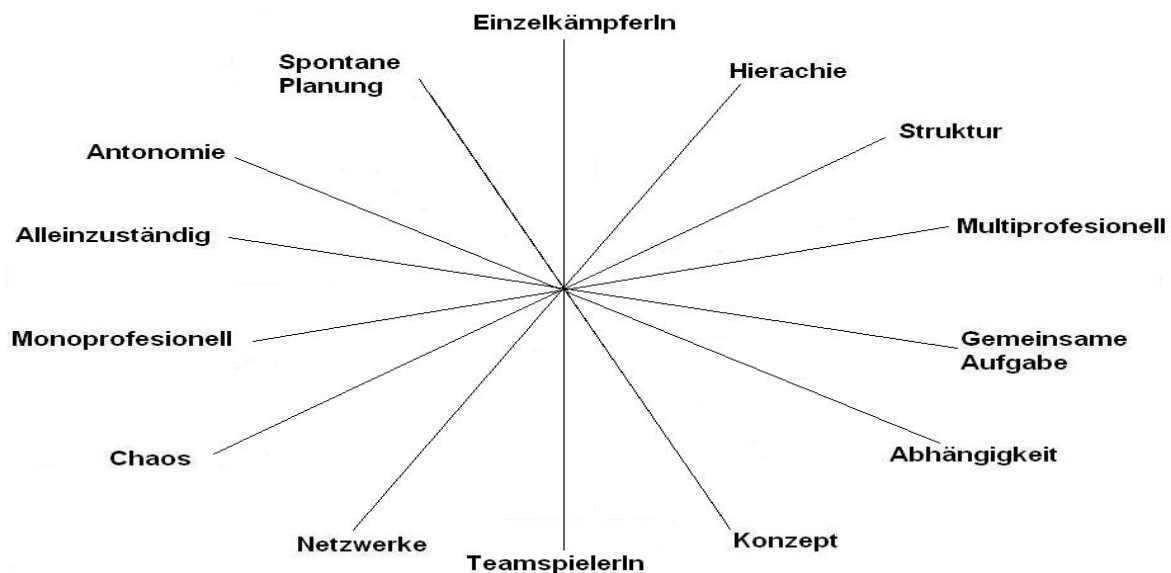 EinzelkämpferIn
Spontane
Planung
Hierachie
Struktur
Antonomie
Multiprofesionell
Alleinzuständig
Monoprofesionell
Gemeinsame
Aufgabe
Chaos
Abhängigkeit
Netzwerke
TeamspielerIn
Konzept